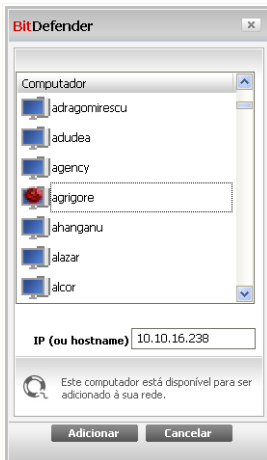 BitDefender
Computador
adragomirescu
adudea
agency
agrigore
ahanganu
alazar
alcor
IP (ou hostname) 10.10.16.238
Este computador está disponível para ser
adicionado à sua rede.
Adicionar Cancelar